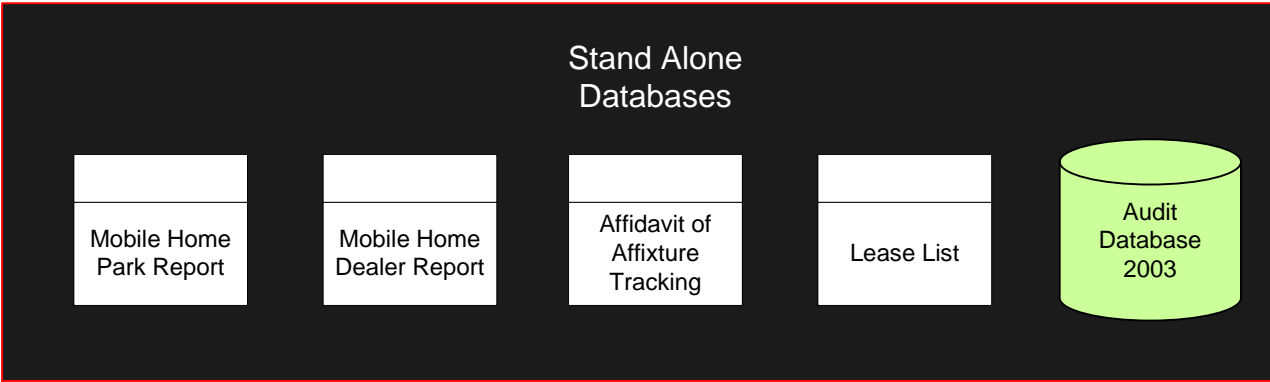 Stand Alone
Databases
Mobile Home
Park Report
Mobile Home
Dealer Report
Affidavit of
Affixture
Tracking
Lease List
Audit
Database
2003